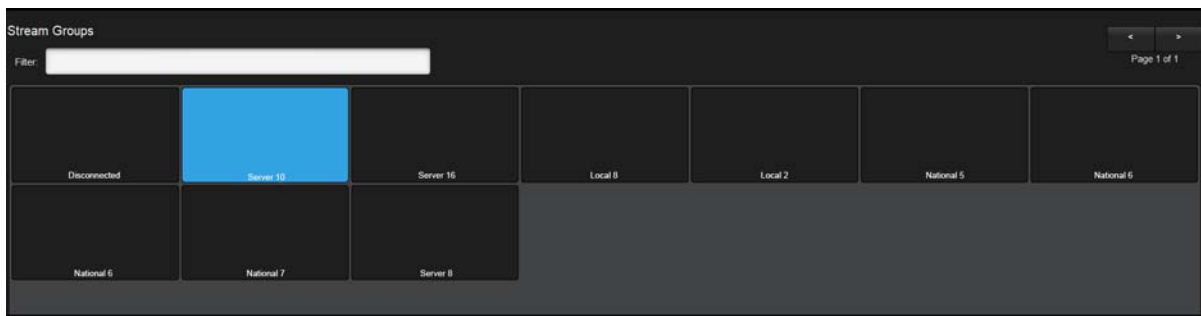 Stream Groups
< >
Filter:
Page 1 of 1
Disconnected Server 10 Server 16 Local 8 Local 2 National 5 National 6
National 6 National 7 Server 8